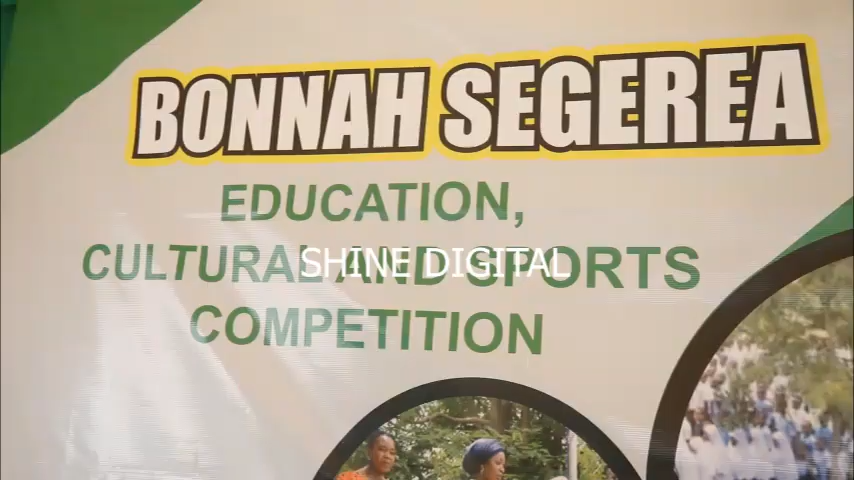 BONNAH SEGEREA
EDUCATION,
CULTURAL AND SPORTS
SHINE DIGITAL
COMPETITION